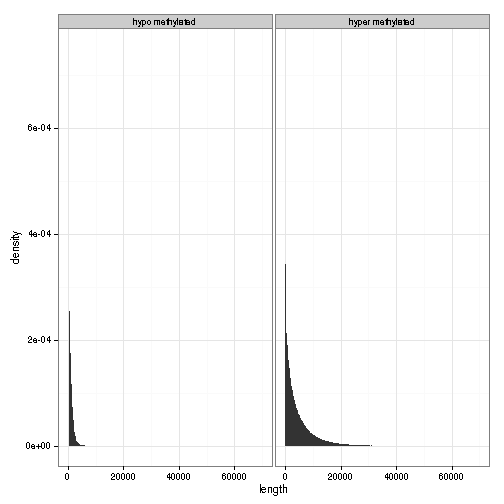 hypo methylated hyper methylated
6e-04
4e-04
2e-04
0e+00
density
0 20000 40000 60000 0 20000 40000 60000
length